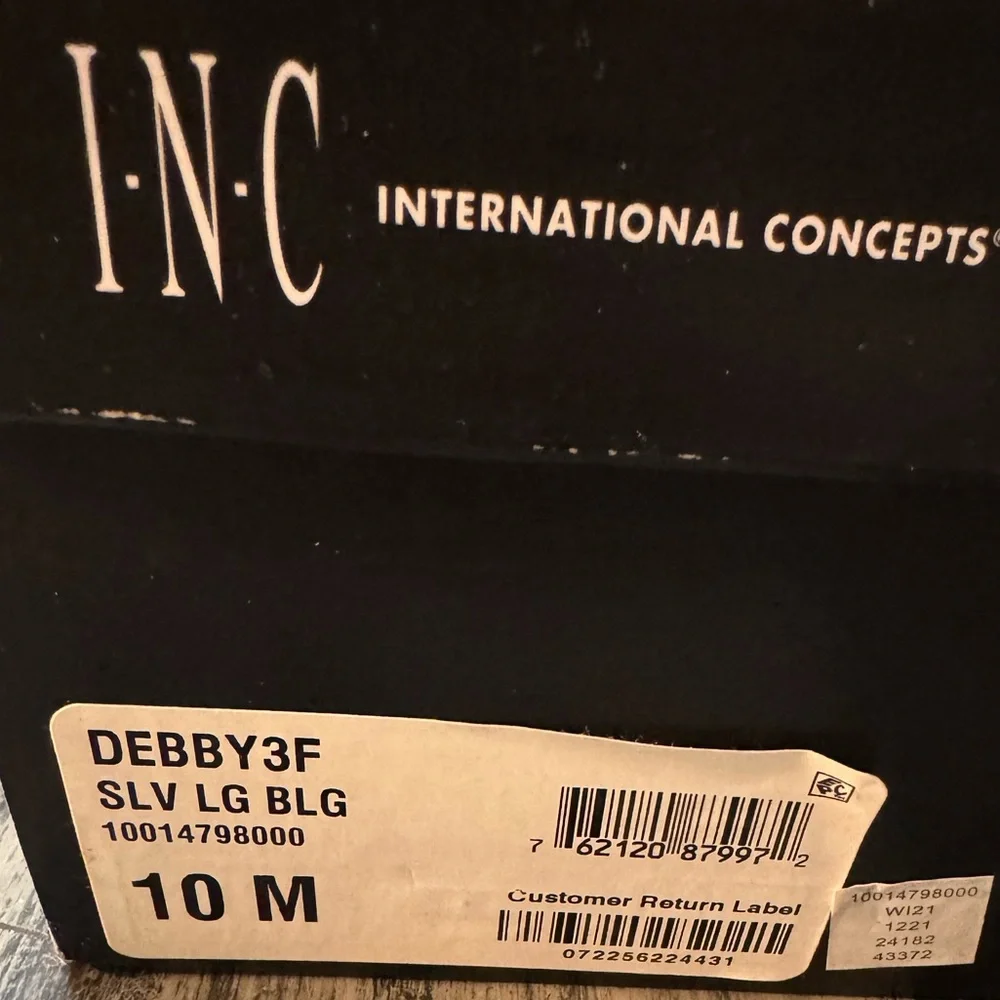 I·N·C
INTERNATIONAL CONCEPTS®
DEBBY3F
SLV LG BLG
10014798000
10 M
7 62120 87997 2
Customer Return Label
072256224431
10014798000
WI21
1221
24182
43372